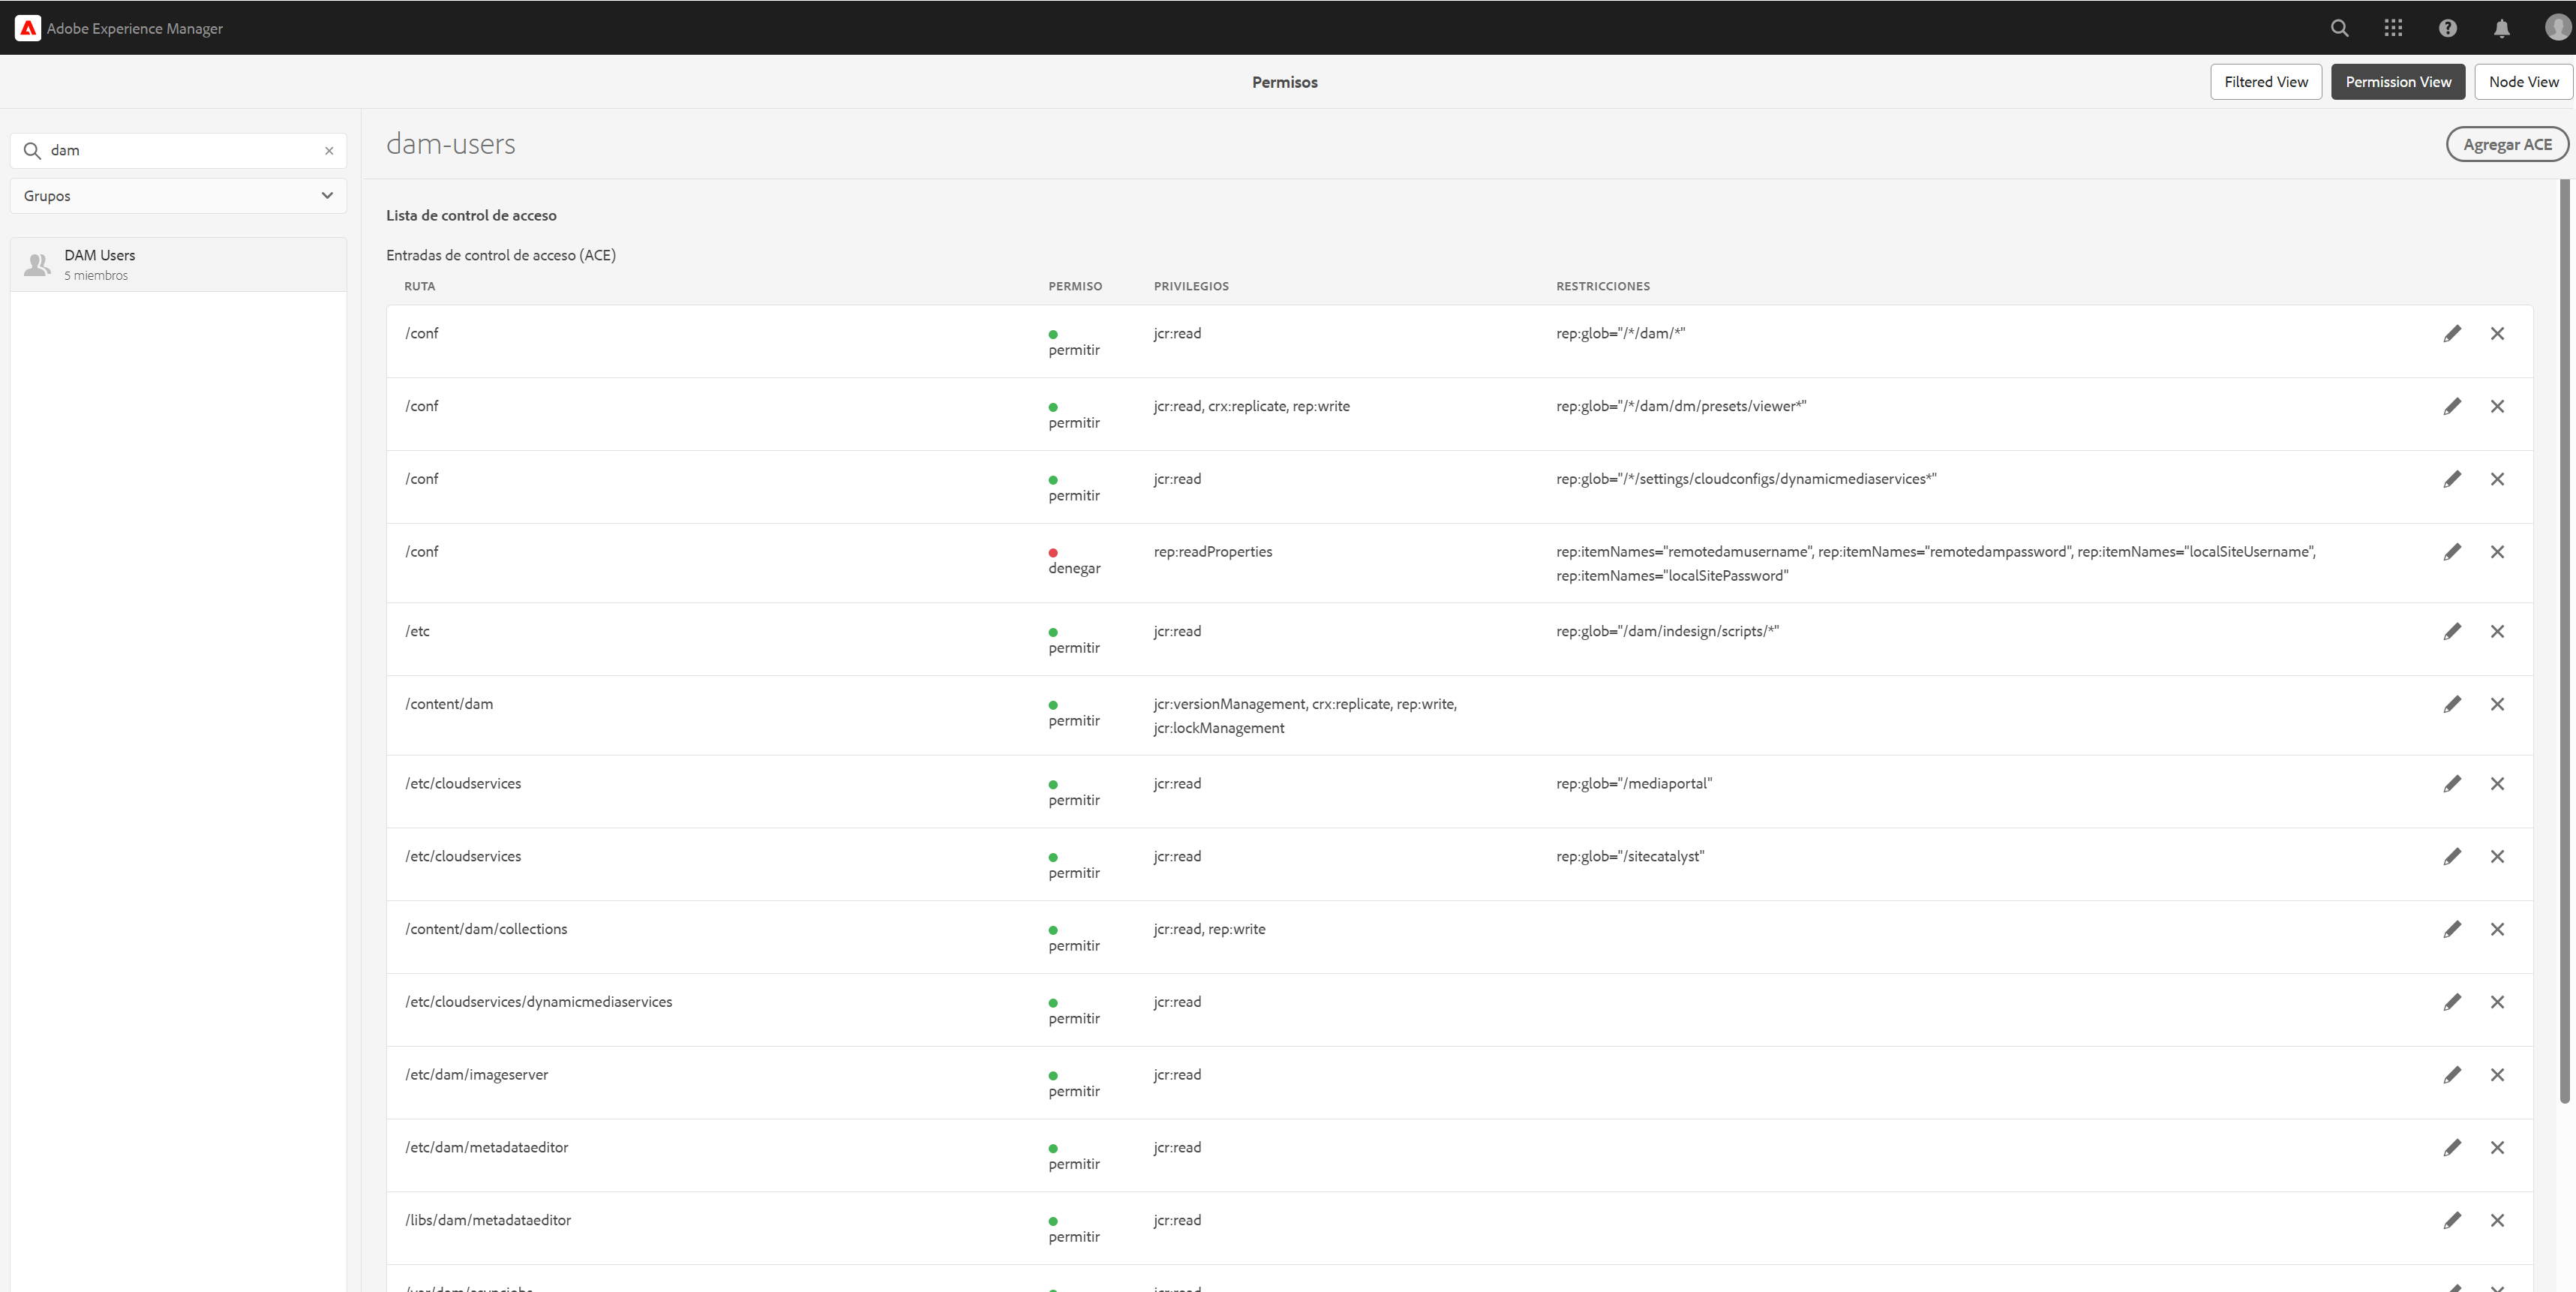 Adobe Experience Manager
Permisos
Filtered View
Permission View
Node View
dam
Grupos
DAM Users
5 miembros
dam-users
Agregar ACE
Lista de control de acceso
Entradas de control de acceso (ACE)
RUTA PERMISO PRIVILEGIOS RESTRICCIONES
/conf permitir jcr:read rep:glob="/*/dam/*"
/conf permitir jcr:read, crx:replicate, rep:write rep:glob="/*/dam/dm/presets/viewer*"
/conf permitir jcr:read rep:glob="/*/settings/cloudconfigs/dynamicmediaservices*"
/conf denegar rep:readProperties rep:itemNames="remotedamusername", rep:itemNames="remotedampassword", rep:itemNames="localSiteUsername",
rep:itemNames="localSitePassword"
/etc permitir jcr:read rep:glob="/dam/indesign/scripts/*"
/content/dam permitir jcr:versionManagement, crx:replicate, rep:write,
jcr:lockManagement
/etc/cloudservices permitir jcr:read rep:glob="/mediaportal"
/etc/cloudservices permitir jcr:read rep:glob="/sitecatalyst"
/content/dam/collections permitir jcr:read, rep:write
/etc/cloudservices/dynamicmediaservices permitir jcr:read
/etc/dam/imageserver permitir jcr:read
/etc/dam/metadataeditor permitir jcr:read
/libs/dam/metadataeditor permitir jcr:read